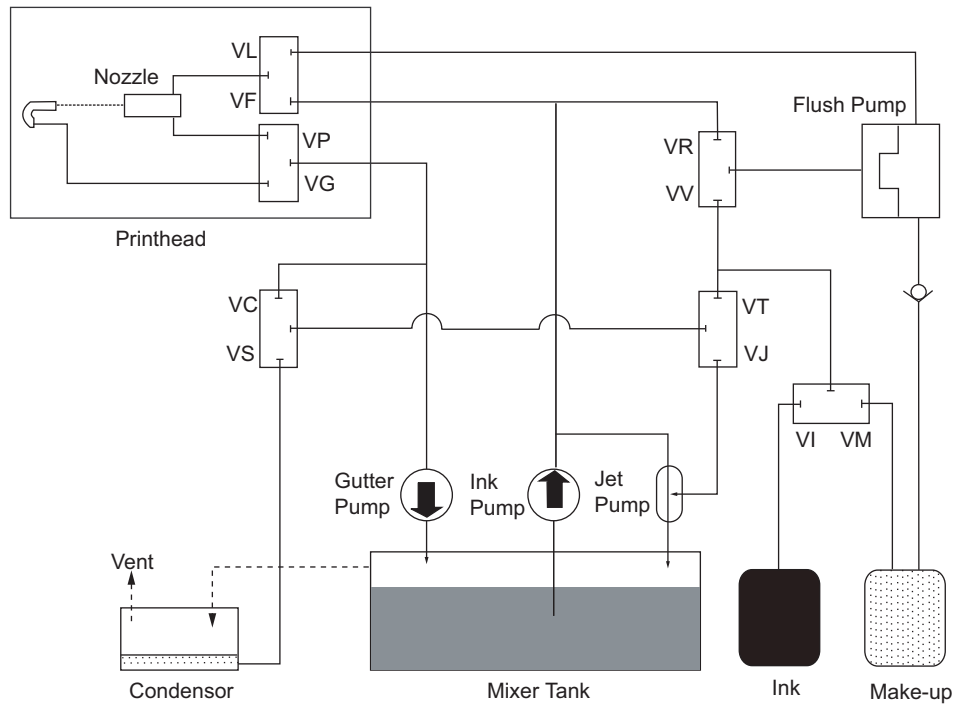 VL
Nozzle
VF
Flush Pump
VP
VR
VG
VV
Printhead
VC
VT
VS
VJ
VI
VM
Gutter
Pump
Ink
Pump
Jet
Pump
Vent
Condensor
Mixer Tank
Ink
Make-up